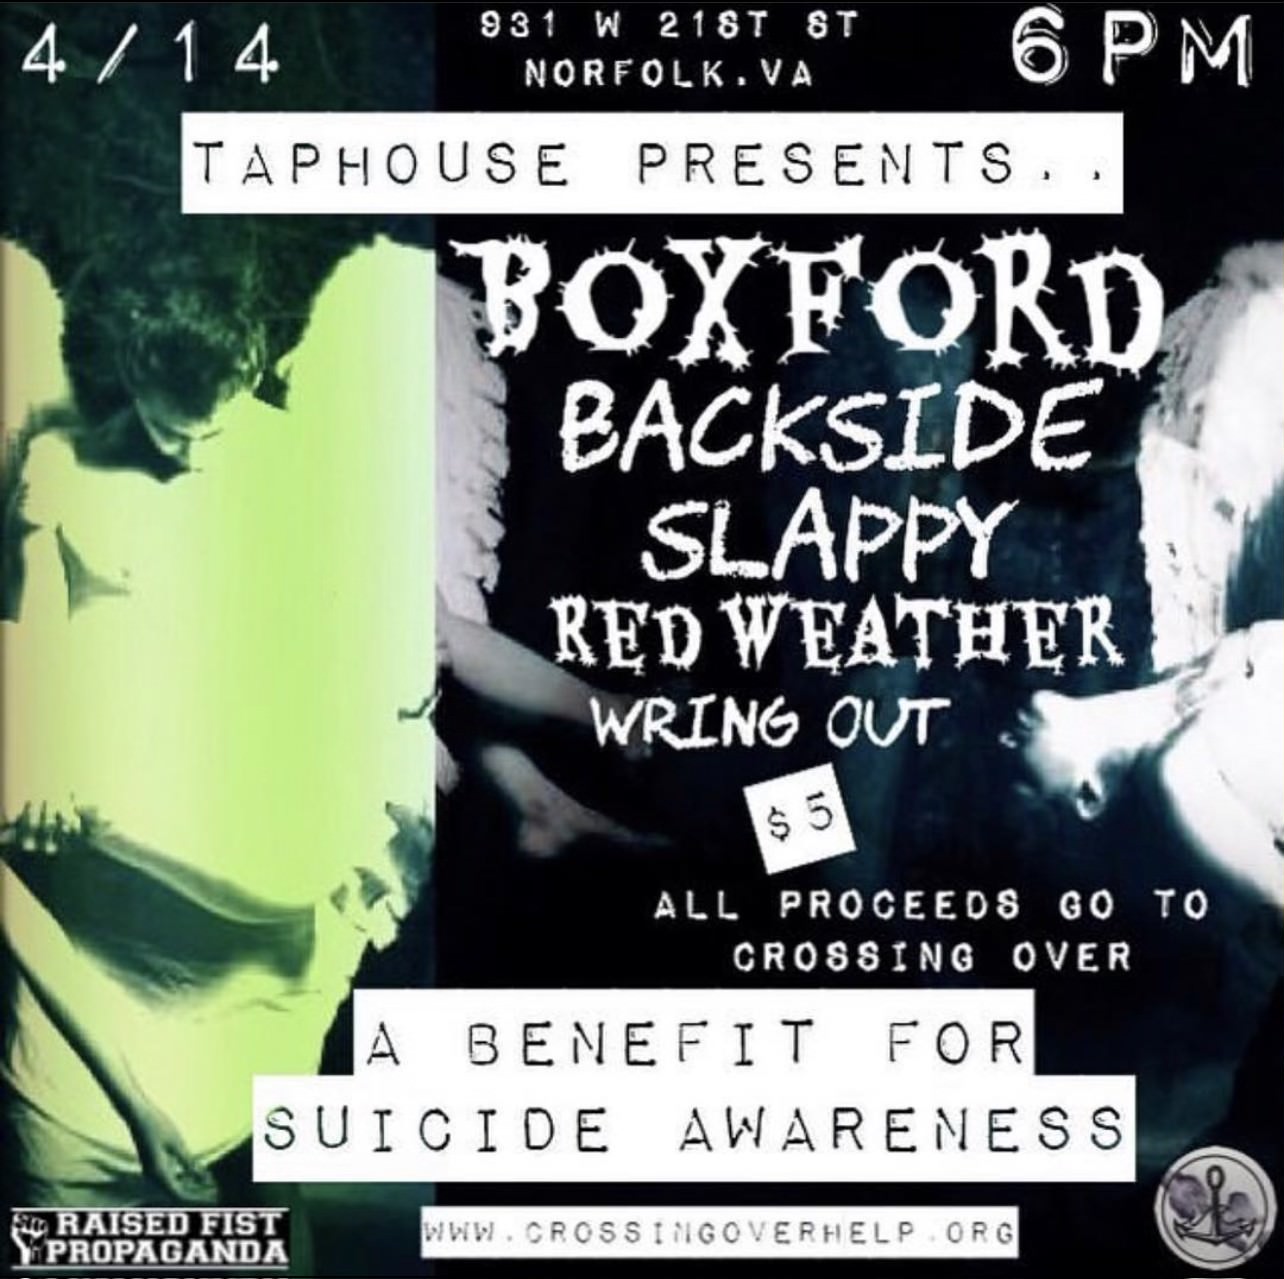 4/14
931 W 21ST ST
NORFOLK.VA
6PM
TAPHOUSE PRESENTS..
BOXFORD
BACKSIDE
SLAPPY
RED WEATHER
WRING OUT
$5
ALL PROCEEDS GO TO
CROSSING OVER
A BENEFIT FOR
SUICIDE AWARENESS
RAISED FIST
PROPAGANDA
WWW.CROSSINGOVERHELP.ORG